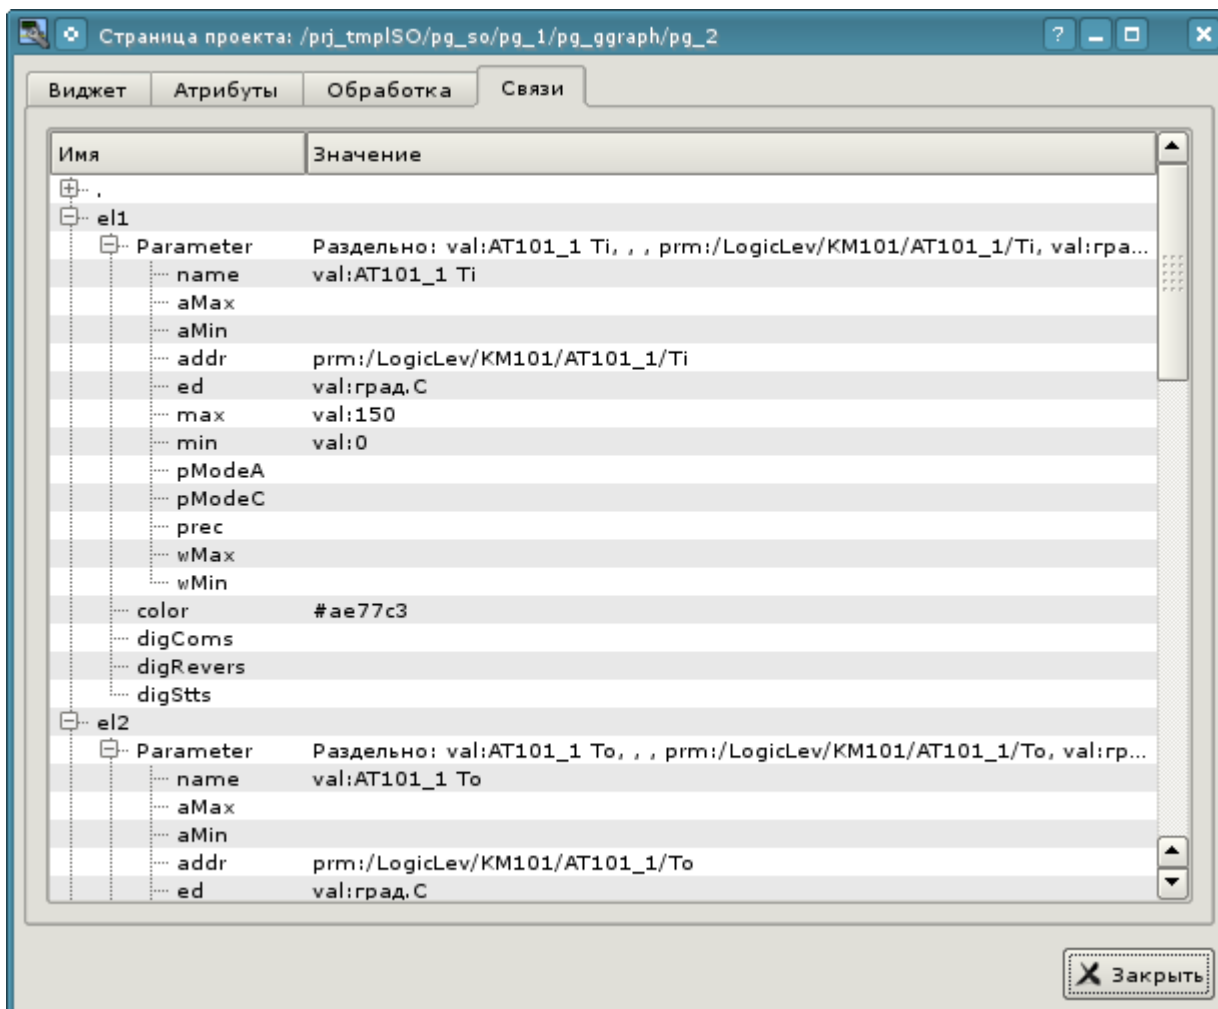 Страница проекта: /prj_tmplSO/pg_so/pg_1/pg_ggraph/pg_2
?
Виджет Атрибуты Обработка Связи
Имя Значение
.
el1
Parameter Раздельно: val:AT101_1 Ti, , , prm:/LogicLev/KM101/AT101_1/Ti, val:гра...
name val:AT101_1 Ti
aMax
aMin
addr prm:/LogicLev/KM101/AT101_1/Ti
ed val:град.С
max val:150
min val:0
pModeA
pModeC
prec
wMax
wMin
color #ae77c3
digComs
digRevers
digStts
el2
Parameter Раздельно: val:AT101_1 To, , , prm:/LogicLev/KM101/AT101_1/To, val:гр...
name val:AT101_1 To
aMax
aMin
addr prm:/LogicLev/KM101/AT101_1/To
ed val:град.С
Закрыть